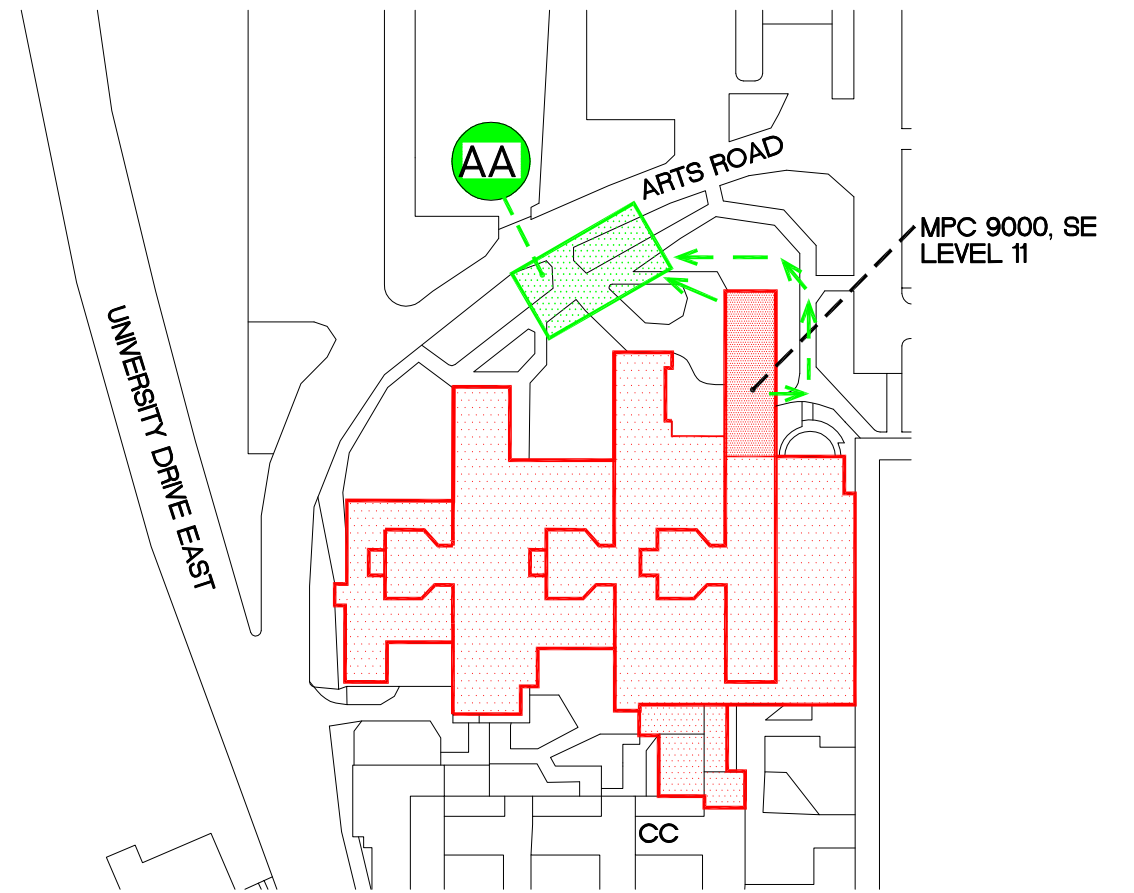 AA
ARTS ROAD
MPC 9000, SE
LEVEL 11
UNIVERSITY DRIVE EAST
CC